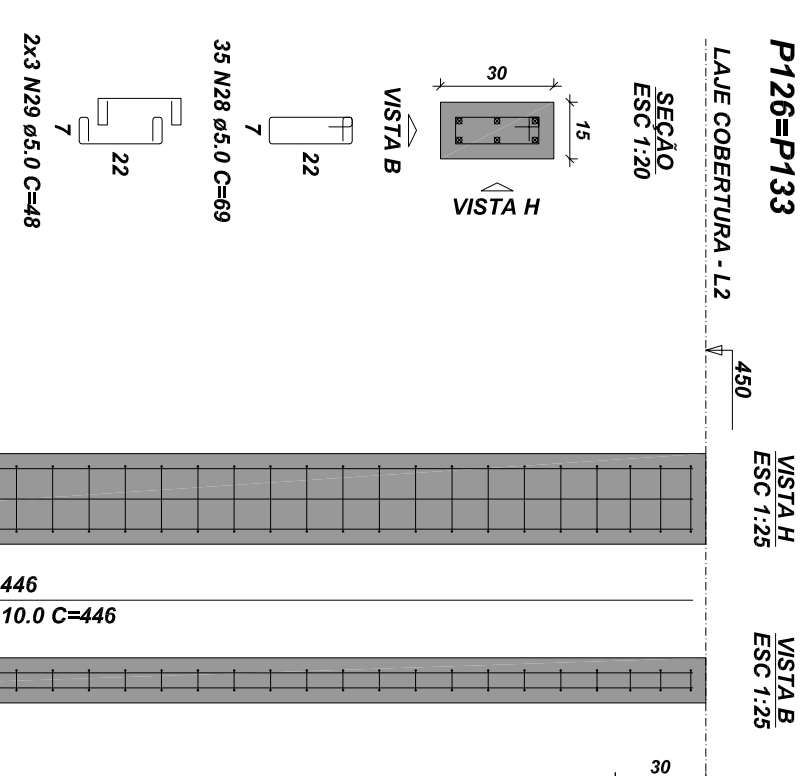 P126=P133
LAJE COBERTURA - L2
450
SEÇÃO
ESC 1:20
30
15
VISTA B
VISTA H
22
7
35 N28 ø5.0 C=69
22
7
2x3 N29 ø5.0 C=48
VISTA H
ESC 1:25
446
10.0 C=446
VISTA B
ESC 1:25
30